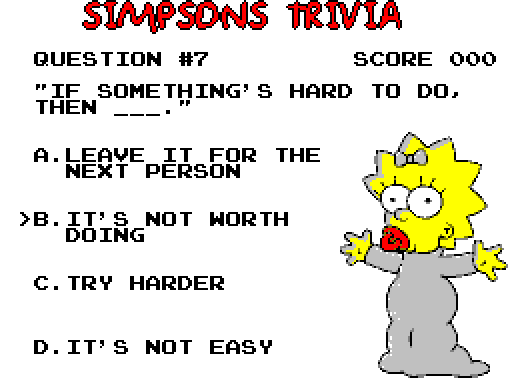 SIMPSONS TRIVIA
QUESTION #7 SCORE 000
"IF SOMETHING'S HARD TO DO,
THEN ___."
A.LEAVE IT FOR THE
NEXT PERSON
>B.IT'S NOT WORTH
DOING
C.TRY HARDER
D.IT'S NOT EASY